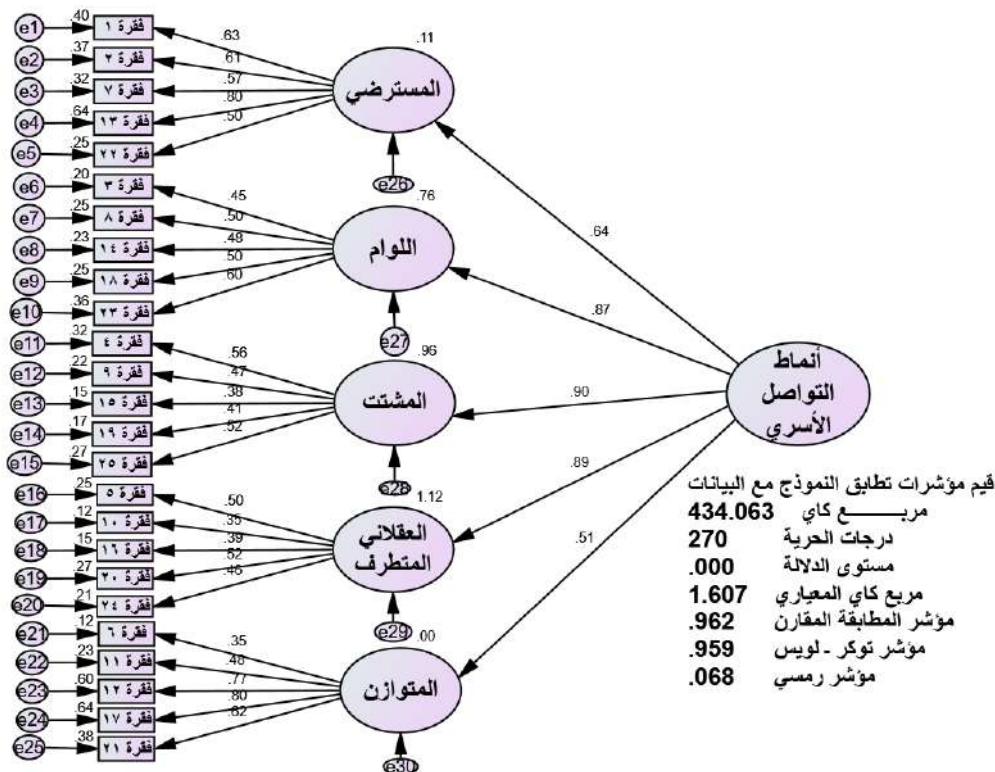 e1 .40 فقرة ١ .63
e2 .37 فقرة ٢ .61
e3 .32 فقرة ٧ .57
e4 .64 فقرة ١٣ .80
e5 .25 فقرة ٢٢ .50
.11
المسترضي
e26
.64
e6 .20 فقرة ٣ .45
e7 .25 فقرة ٨ .50
e8 .23 فقرة ١٤ .48
e9 .25 فقرة ١٨ .50
e10 .36 فقرة ٢٣ .60
.76
اللوام
e27
.87
e11 .32 فقرة ٤ .56
e12 .22 فقرة ٩ .47
e13 .15 فقرة ١٥ .38
e14 .17 فقرة ١٩ .41
e15 .27 فقرة ٢٥ .52
.96
المشتت
e28
.90
e16 .25 فقرة ٥ .50
e17 .12 فقرة ١٠ .35
e18 .15 فقرة ١٦ .39
e19 .27 فقرة ٢٠ .52
e20 .21 فقرة ٢٤ .46
1.12
العقلاني
المتطرف
e29
.89
e21 .12 فقرة ٦ .35
e22 .23 فقرة ١١ .48
e23 .60 فقرة ١٢ .77
e24 .64 فقرة ١٧ .80
e25 .38 فقرة ٢١ .62
.00
المتوازن
e30
.51
أنماط
التواصل
الأسري
قيم مؤشرات تطابق النموذج مع البيانات
مربـــــــع كاي 434.063
درجات الحرية 270
مستوى الدلالة .000
مربع كاي المعياري 1.607
مؤشر المطابقة المقارن .962
مؤشر توكر - لويس .959
مؤشر رمسي .068